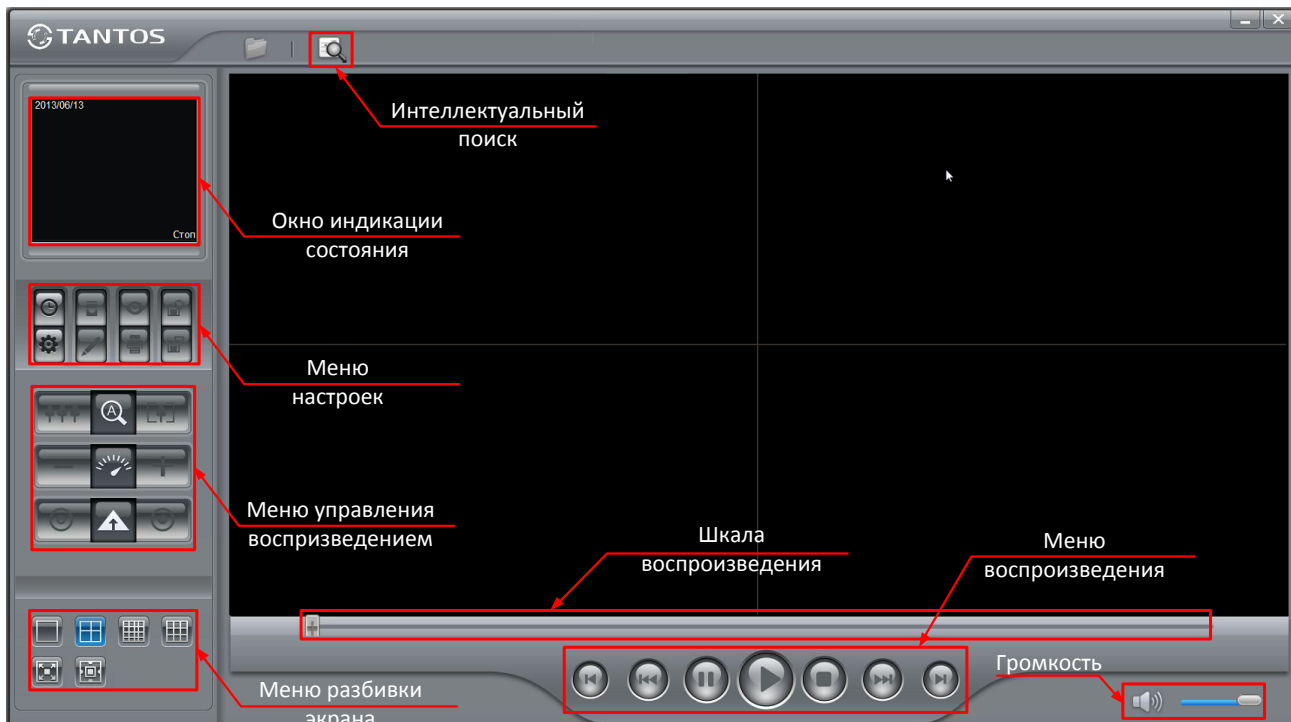 TANTOS
2013/06/13
Интеллектуальный
поиск
Окно индикации
состояния
Стоп
Меню
настроек
A
Меню управления
воспризведением
Шкала
воспроизведения
Меню
воспроизведения
Громкость
Меню разбивки
экрана